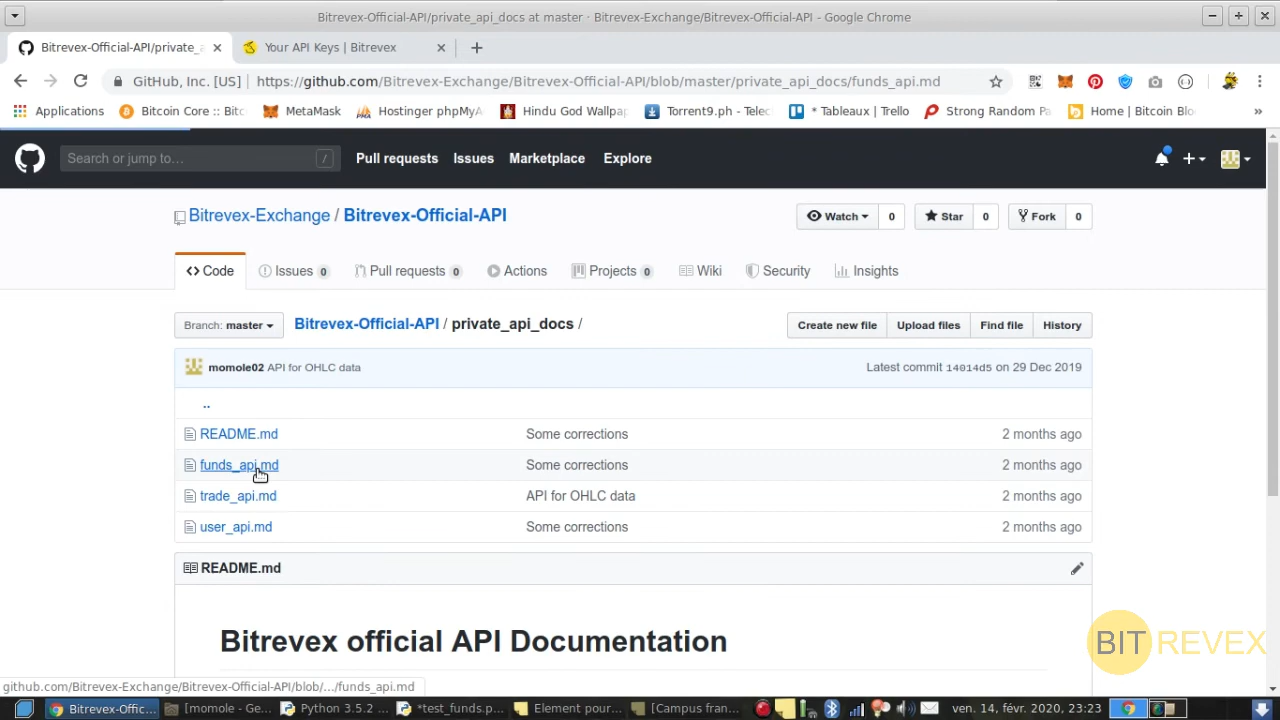 Bitrevex-Official-API/private_api_docs at master · Bitrevex-Exchange/Bitrevex-Official-API - Google Chrome
Bitrevex-Official-API/private_a
Your API Keys | Bitrevex
GitHub, Inc. [US] https://github.com/Bitrevex-Exchange/Bitrevex-Official-API/blob/master/private_api_docs/funds_api.md
Applications Bitcoin Core :: Bitc MetaMask Hostinger phpMyA Hindu God Wallpap Torrent9.ph - Telec * Tableaux | Trello Strong Random Pa Home | Bitcoin Blo »
Search or jump to… / Pull requests Issues Marketplace Explore
Bitrevex-Exchange / Bitrevex-Official-API Watch 0 Star 0 Fork 0
Code Issues 0 Pull requests 0 Actions Projects 0 Wiki Security Insights
Branch: master Bitrevex-Official-API / private_api_docs / Create new file Upload files Find file History
momole02 API for OHLC data Latest commit 14014d5 on 29 Dec 2019
..
README.md Some corrections 2 months ago
funds_api.md Some corrections 2 months ago
trade_api.md API for OHLC data 2 months ago
user_api.md Some corrections 2 months ago
README.md
Bitrevex official API Documentation
BITREVEX
github.com/Bitrevex-Exchange/Bitrevex-Official-API/blob/.../funds_api.md
Bitrevex-Offic... [momole - Ge... Python 3.5.2 ... *test_funds.p... Element pour... [Campus fran... ven. 14, févr. 2020, 23:23